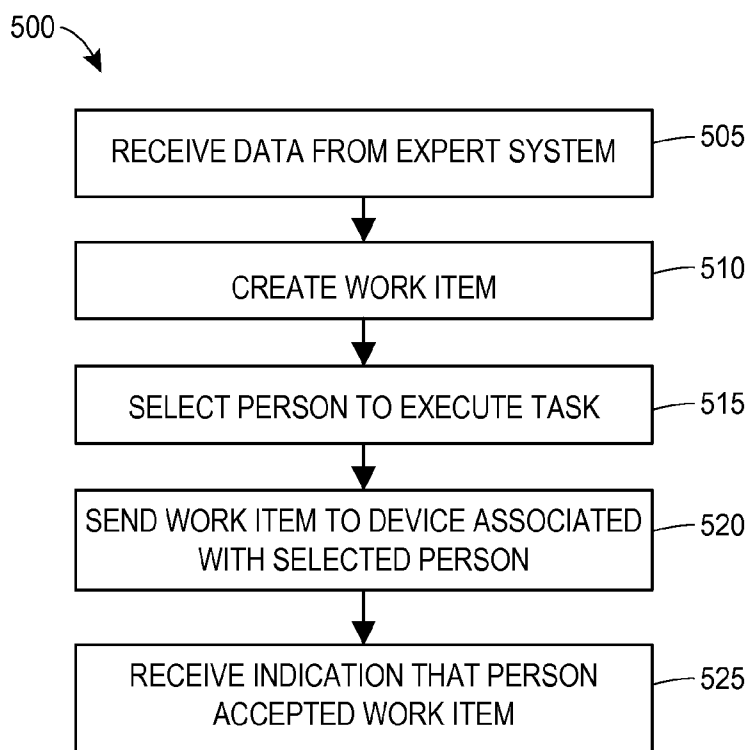 500
RECEIVE DATA FROM EXPERT SYSTEM
505
CREATE WORK ITEM
510
SELECT PERSON TO EXECUTE TASK
515
SEND WORK ITEM TO DEVICE ASSOCIATED
WITH SELECTED PERSON
520
RECEIVE INDICATION THAT PERSON
ACCEPTED WORK ITEM
525